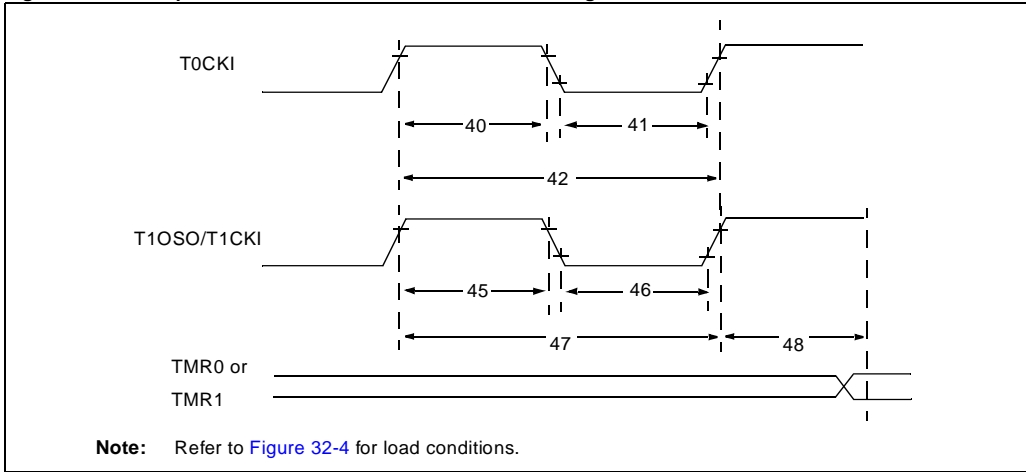 T0CKI
40
41
42
T1OSO/T1CKI
45
46
47
48
TMR0 or
TMR1
Note: Refer to Figure 32-4 for load conditions.